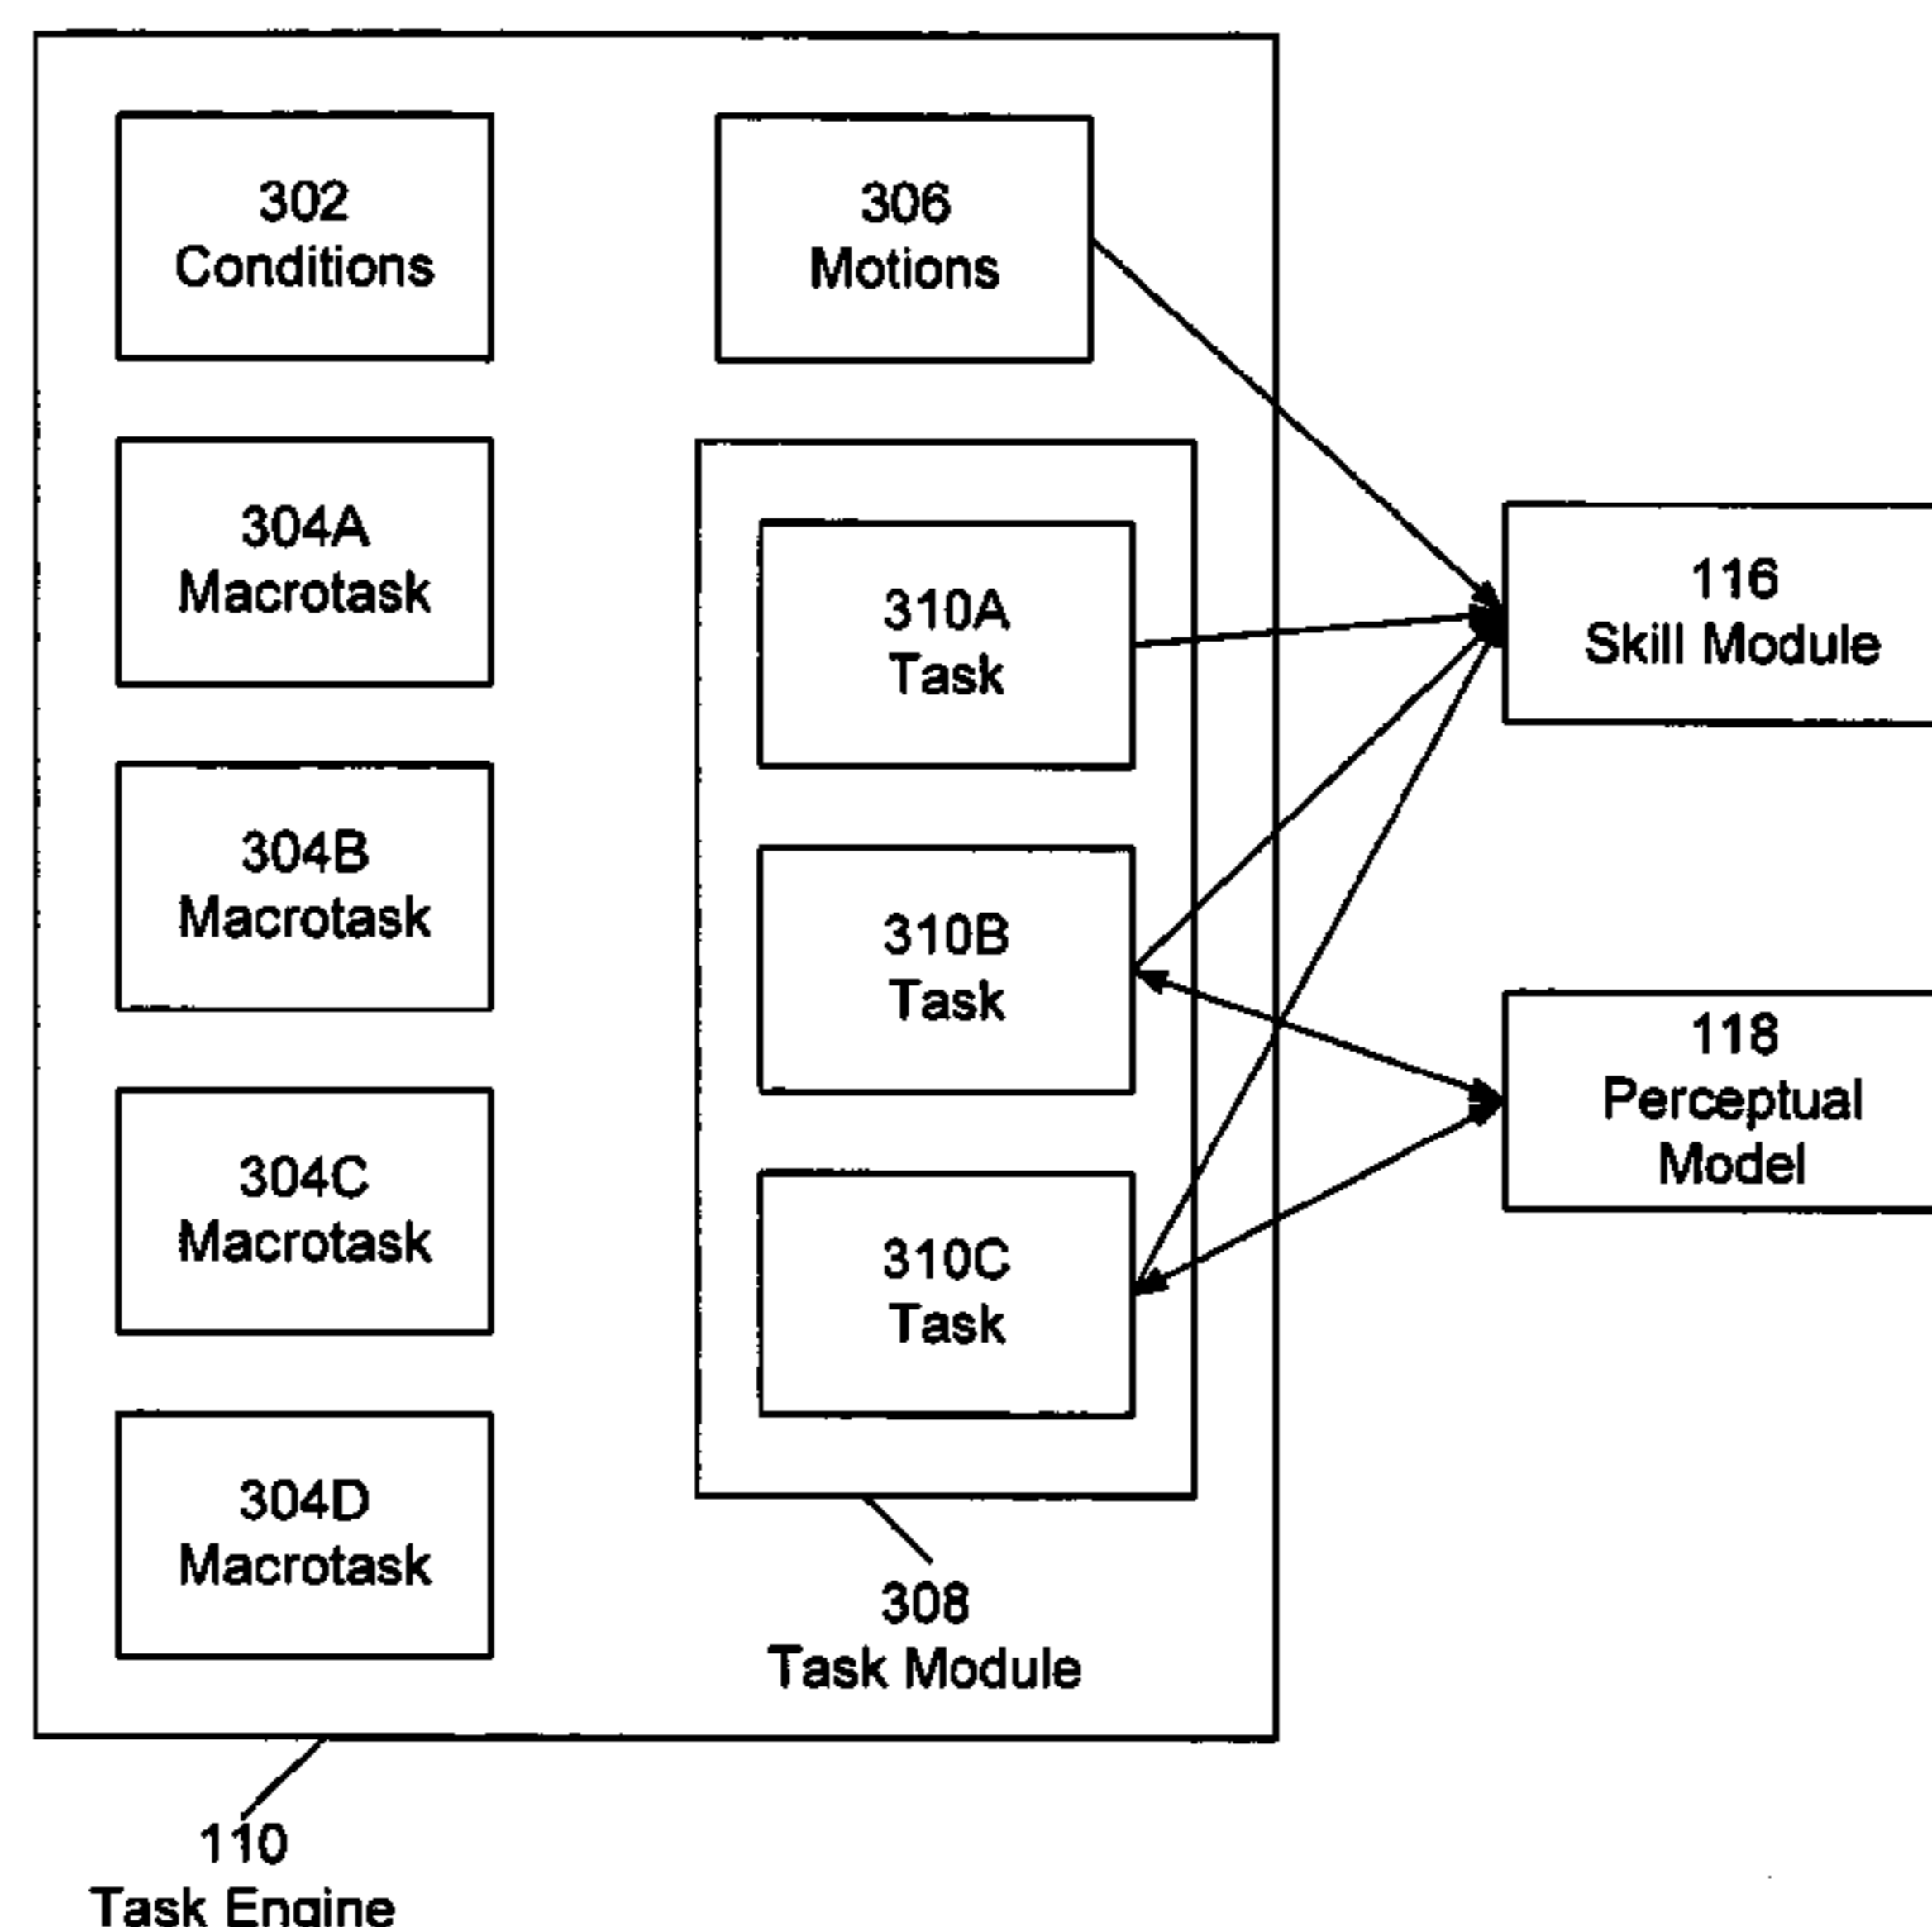 302
Conditions
306
Motions
304A
Macrotask
310A
Task
116
Skill Module
304B
Macrotask
310B
Task
118
Perceptual
Model
304C
Macrotask
310C
Task
304D
Macrotask
308
Task Module
110
Task Engine